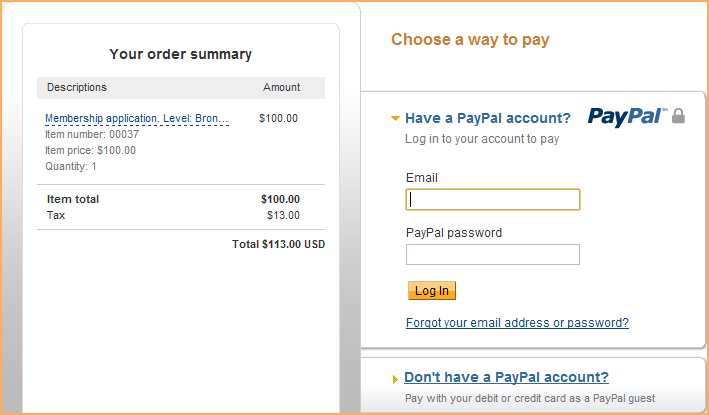 Your order summary
Descriptions Amount
Membership application. Level: Bron... $100.00
Item number: 00037
Item price: $100.00
Quantity: 1
Item total $100.00
Tax $13.00
Total $113.00 USD
Choose a way to pay
Have a PayPal account? PayPal
Log in to your account to pay
Email
PayPal password
Log In
Forgot your email address or password?
Don't have a PayPal account?
Pay with your debit or credit card as a PayPal guest